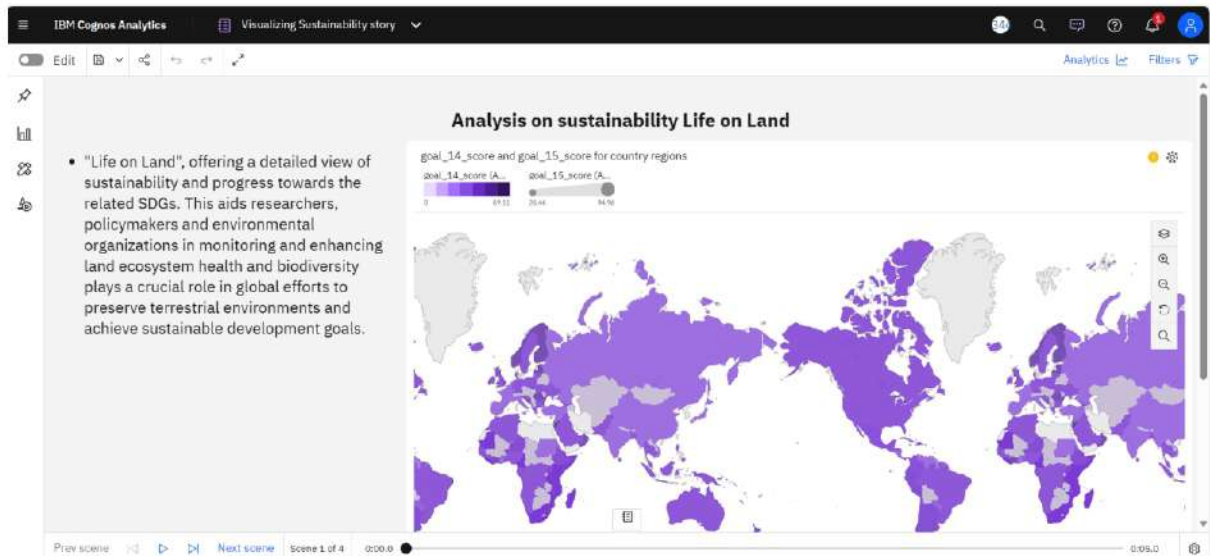 IBM Cognos Analytics
Visualizing Sustainability story
Edit
Analytics
Filters
Analysis on sustainability Life on Land
• "Life on Land", offering a detailed view of
sustainability and progress towards the
related SDGs. This aids researchers,
policymakers and environmental
organizations in monitoring and enhancing
land ecosystem health and biodiversity
plays a crucial role in global efforts to
preserve terrestrial environments and
achieve sustainable development goals.
goal_14_score and goal_15_score for country regions
goal_14_score (A...
goal_15_score (A...
0
Prev scene
Next scene
Scene 1 of 4
0:00.0